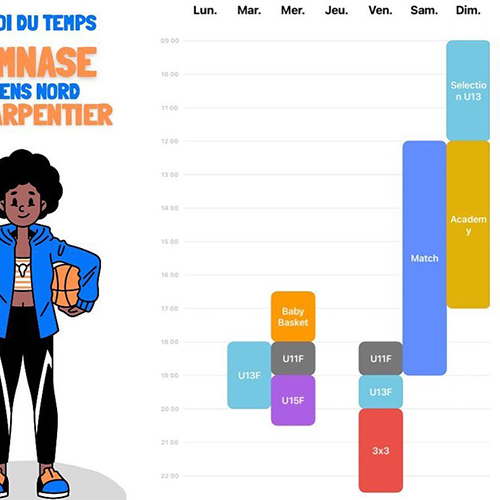 OI DU TEMPS
MNASE
ENS NORD
ARPENTIER
Lun. Mar. Mer. Jeu. Ven. Sam. Dim.
09:00
10:00
11:00
12:00
13:00
14:00
15:00
16:00
17:00
18:00
19:00
20:00
21:00
22:00
Selectio
n U13
Academ
y
Match
Baby
Basket
U11F
U11F
U13F
U15F
U13F
3x3